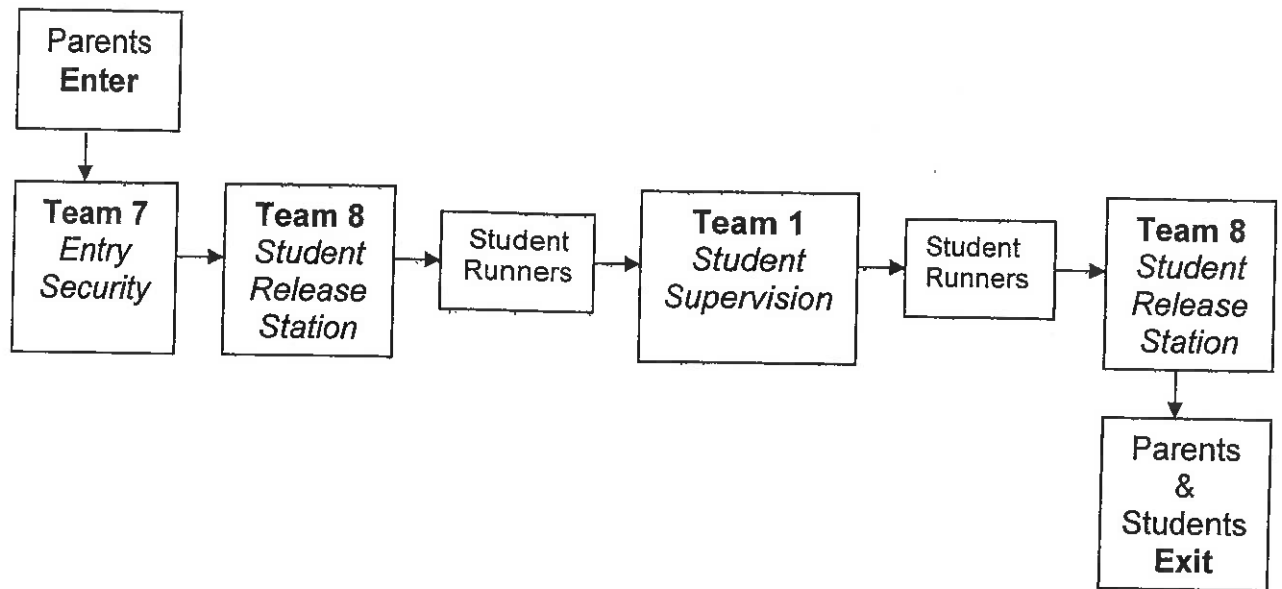 Parents
Enter
Team 7
Entry
Security
Team 8
Student
Release
Station
Student
Runners
Team 1
Student
Supervision
Student
Runners
Team 8
Student
Release
Station
Parents
&
Students
Exit